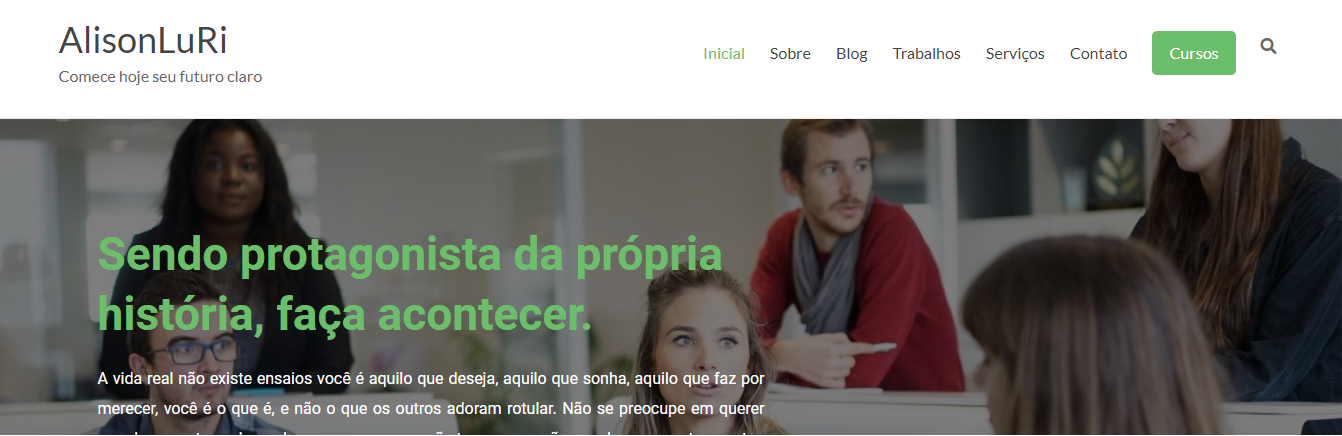 AlisonLuRi
Comece hoje seu futuro claro
Inicial Sobre Blog Trabalhos Serviços Contato Cursos
Sendo protagonista da própria
história, faça acontecer.
A vida real não existe ensaios você é aquilo que deseja, aquilo que sonha, aquilo que faz por
merecer, você é o que é, e não o que os outros adoram rotular. Não se preocupe em querer